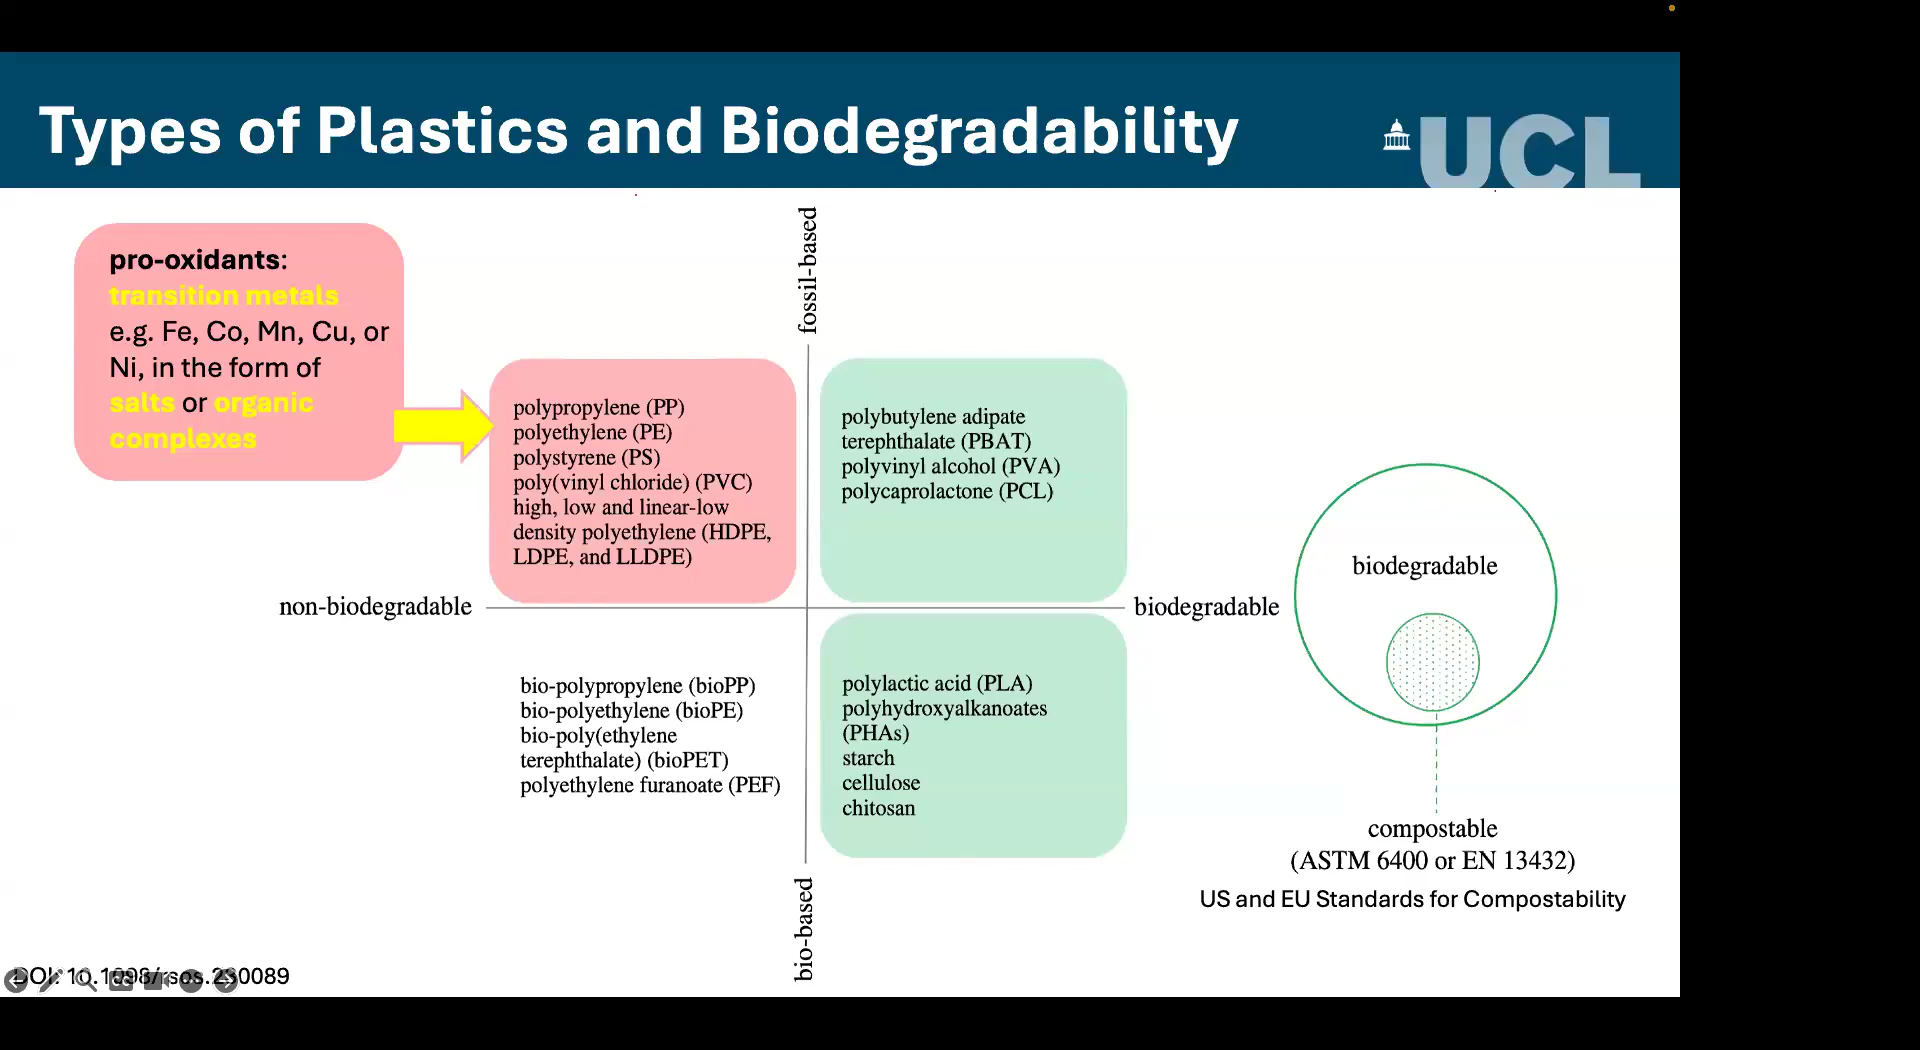 Types of Plastics and Biodegradability
UCL
pro-oxidants:
transition metals
e.g. Fe, Co, Mn, Cu, or
Ni, in the form of
salts or organic
complexes
fossil-based
polypropylene (PP)
polyethylene (PE)
polystyrene (PS)
poly(vinyl chloride) (PVC)
high, low and linear-low
density polyethylene (HDPE,
LDPE, and LLDPE)
polybutylene adipate
terephthalate (PBAT)
polyvinyl alcohol (PVA)
polycaprolactone (PCL)
non-biodegradable
biodegradable
bio-polypropylene (bioPP)
bio-polyethylene (bioPE)
bio-poly(ethylene
terephthalate) (bioPET)
polyethylene furanoate (PEF)
polylactic acid (PLA)
polyhydroxyalkanoates
(PHAs)
starch
cellulose
chitosan
bio-based
biodegradable
compostable
(ASTM 6400 or EN 13432)
US and EU Standards for Compostability
DOI: 10.1098/rsos.230089